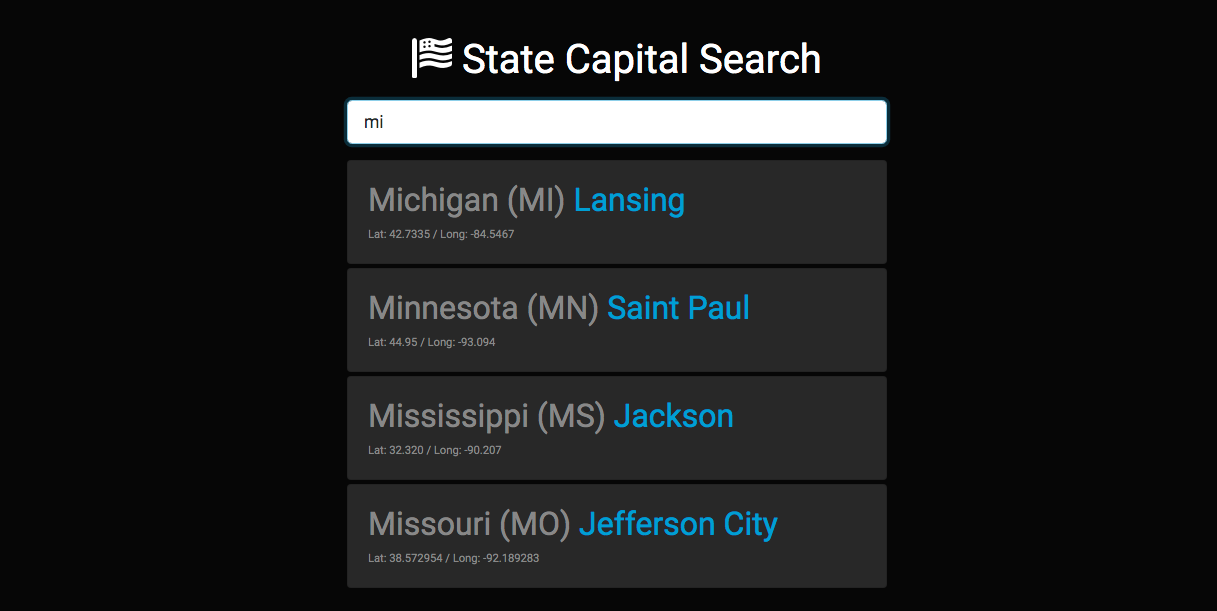 State Capital Search
mi
Michigan (MI) Lansing
Lat: 42.7335 / Long: -84.5467
Minnesota (MN) Saint Paul
Lat: 44.95 / Long: -93.094
Mississippi (MS) Jackson
Lat: 32.320 / Long: -90.207
Missouri (MO) Jefferson City
Lat: 38.572954 / Long: -92.189283